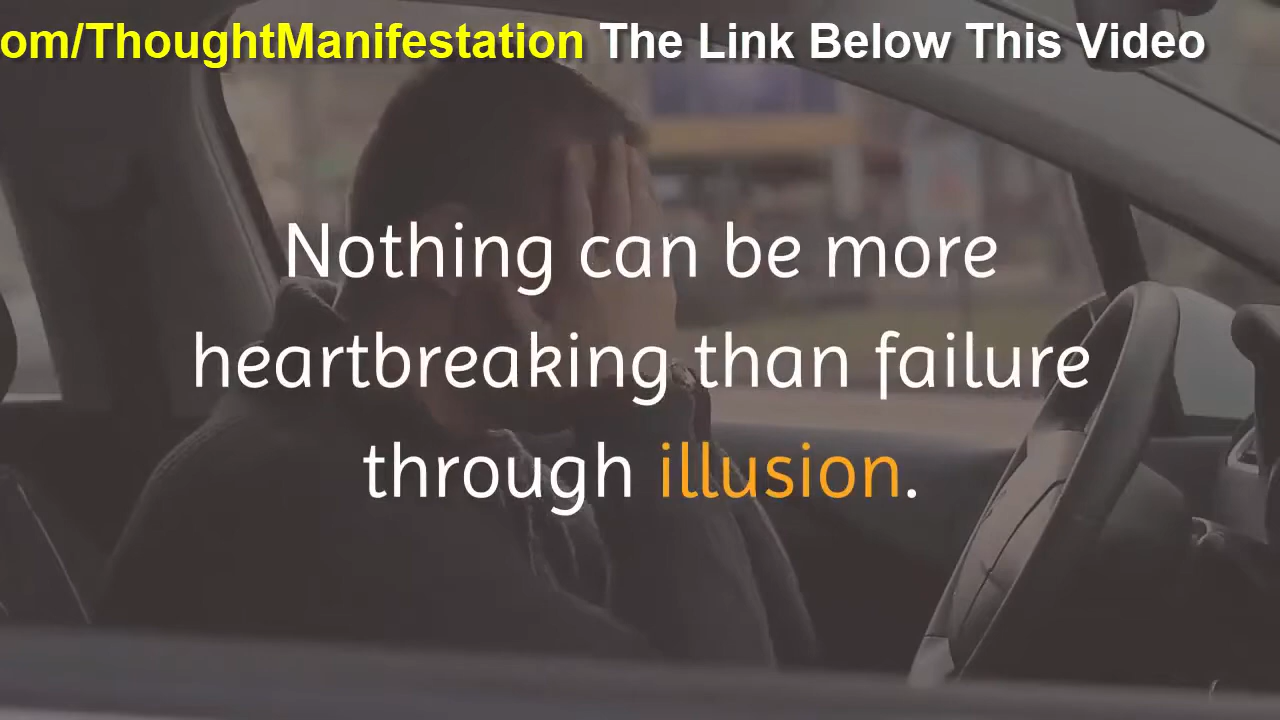 om/ThoughtManifestation The Link Below This Video
Nothing can be more
heartbreaking than failure
through illusion.